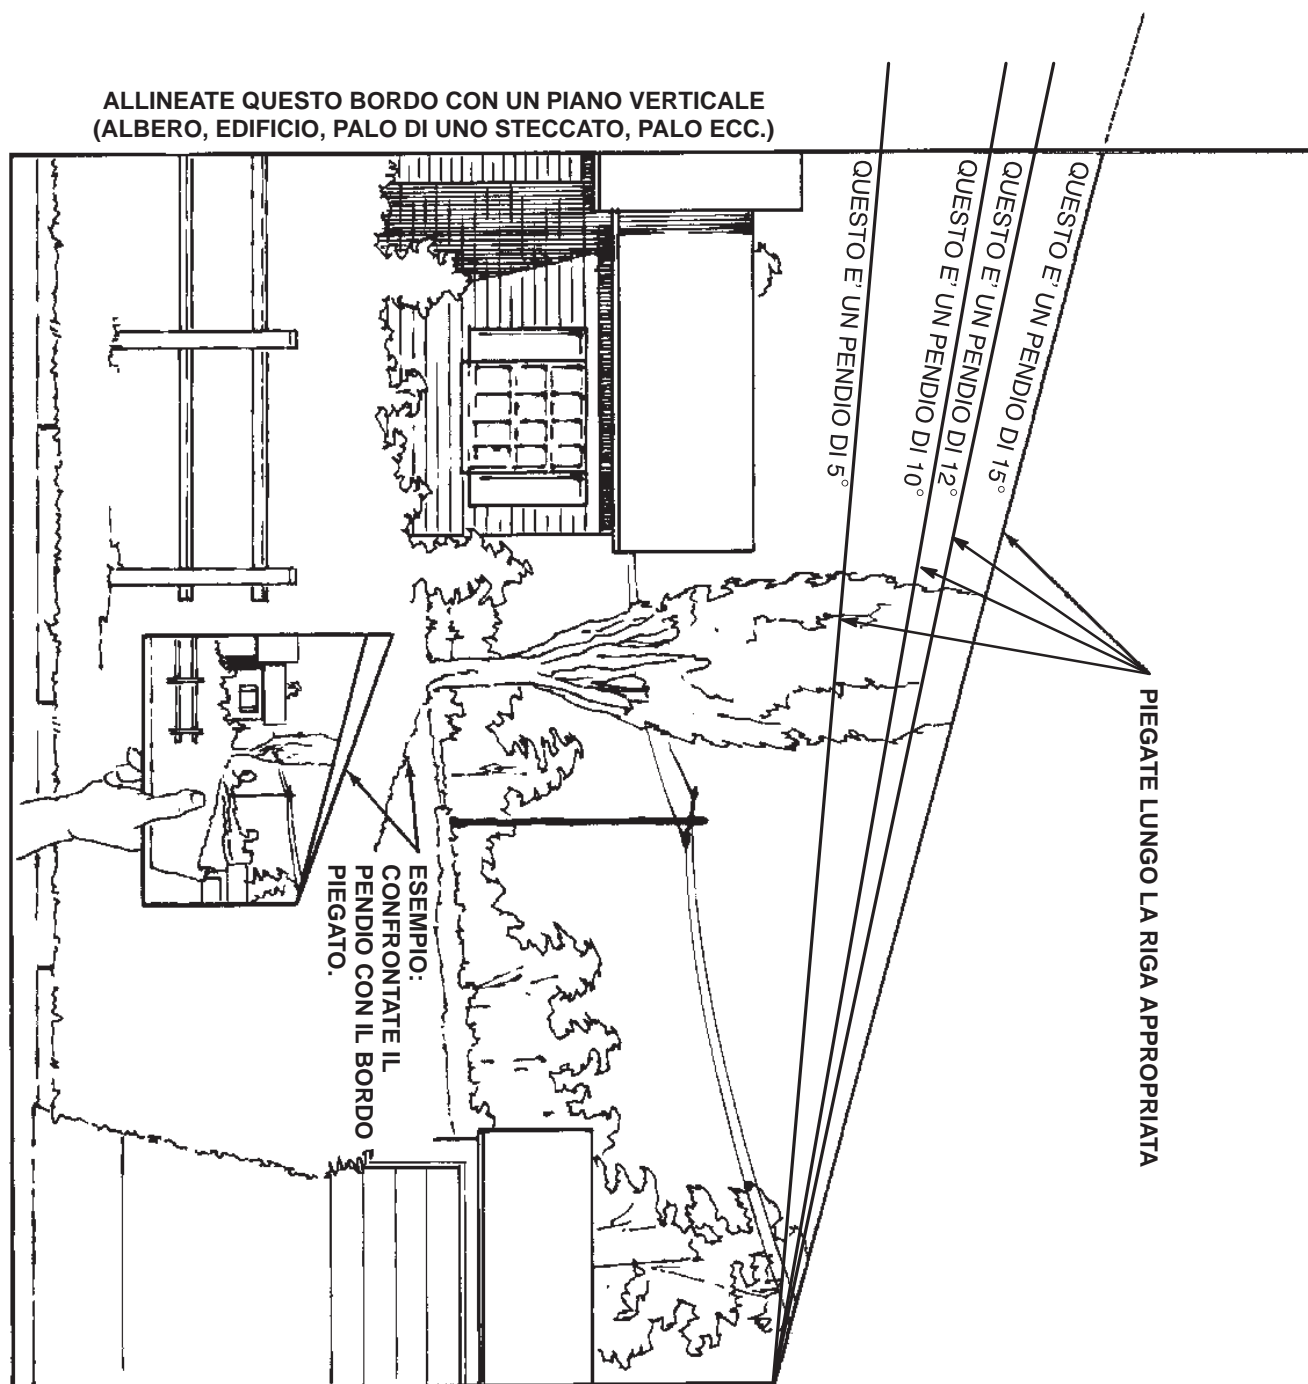 ALLINEATE QUESTO BORDO CON UN PIANO VERTICALE
(ALBERO, EDIFICIO, PALO DI UNO STECCATO, PALO ECC.)
QUESTO E' UN PENDIO DI 5°
QUESTO E' UN PENDIO DI 10°
QUESTO E' UN PENDIO DI 12°
QUESTO E' UN PENDIO DI 15°
PIEGATE LUNGO LA RIGA APPROPRIATA
ESEMPIO:
CONFRONTATE IL
PENDIO CON IL BORDO
PIEGATO.